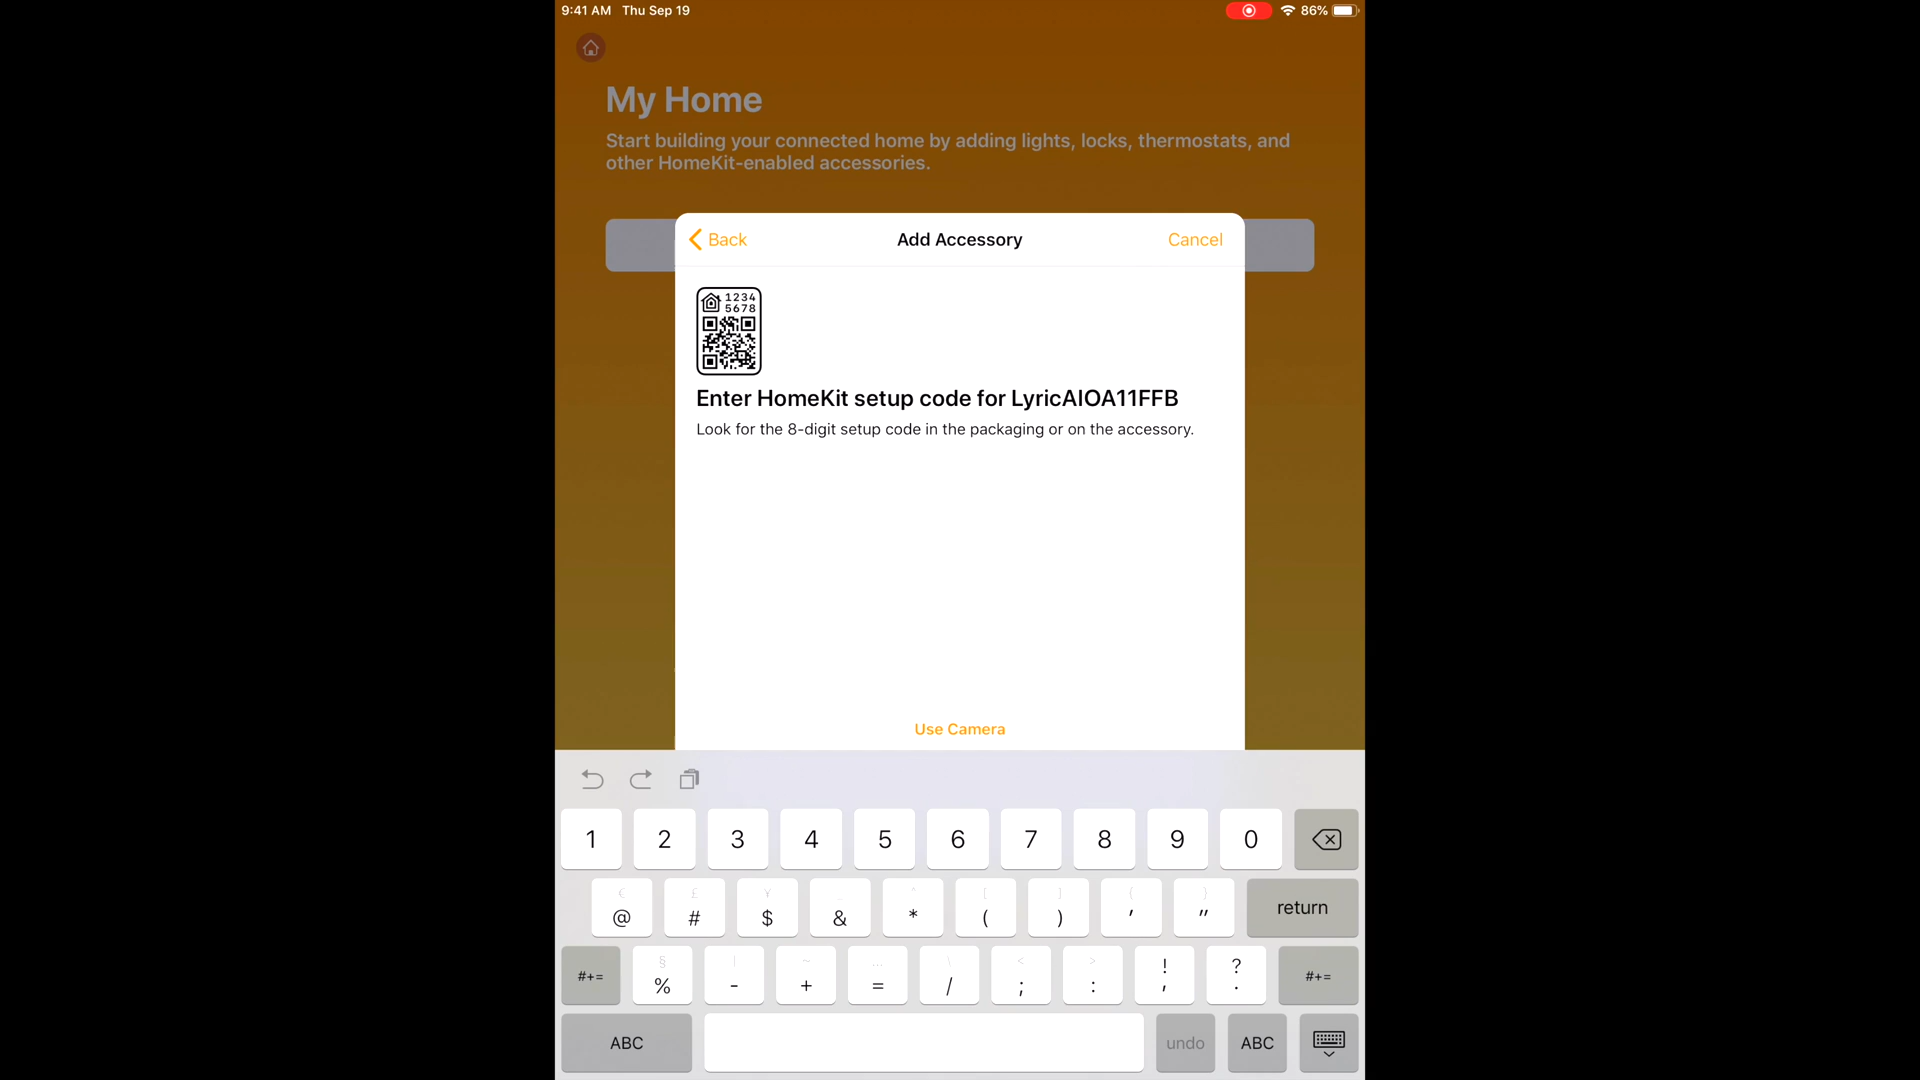 9:41 AM Thu Sep 19 86%
My Home
Start building your connected home by adding lights, locks, thermostats, and
other HomeKit-enabled accessories.
Back Add Accessory Cancel
1234
5678
Enter HomeKit setup code for LyricAIOA11FFB
Look for the 8-digit setup code in the packaging or on the accessory.
Use Camera
1 2 3 4 5 6 7 8 9 0
€ £ ¥ _ ^ [ ] { }
@ # $ & * ( ) ' " return
§ | ~ … \ < > ! ?
#+= % - + = / ; : , . #+=
ABC undo ABC